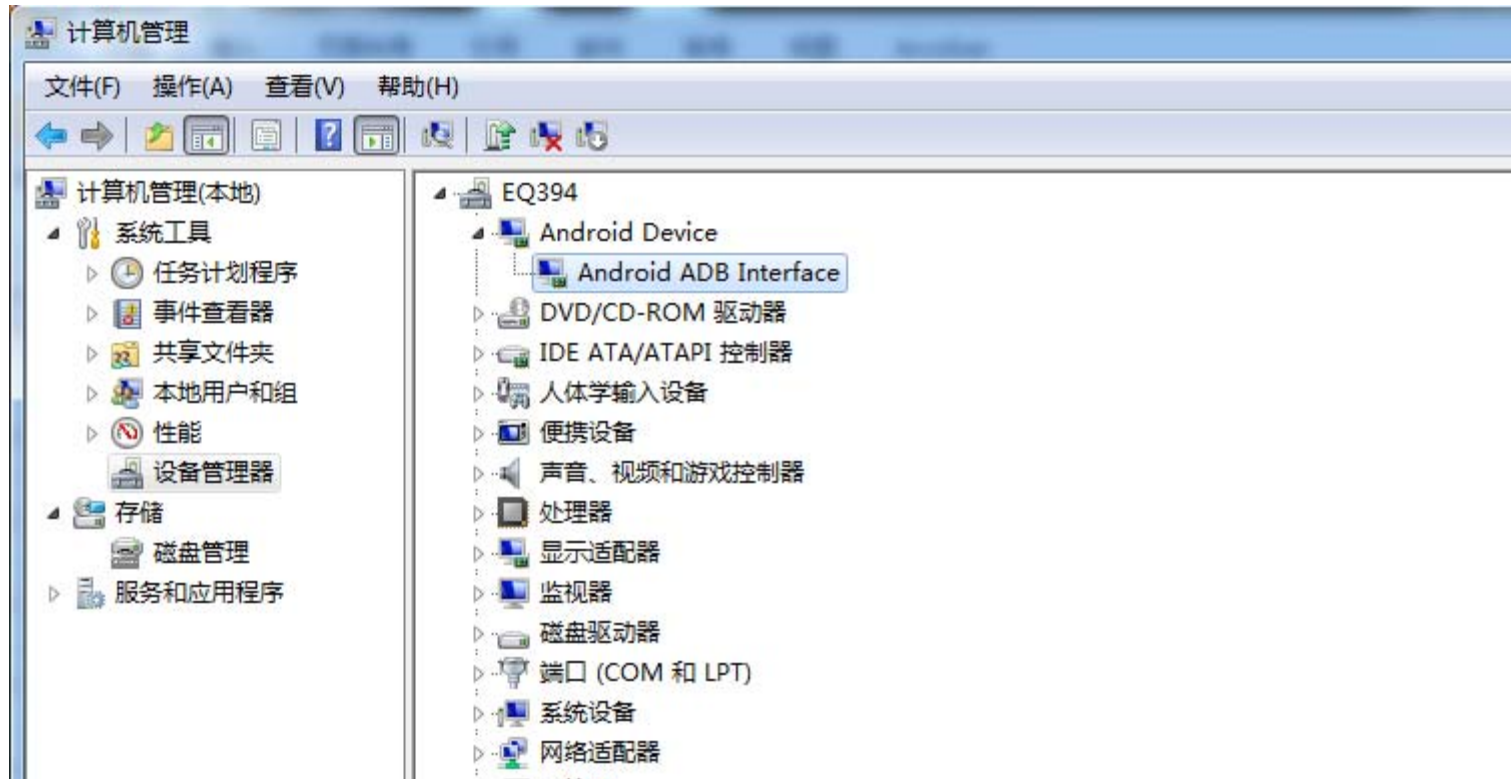 计算机管理
文件(F) 操作(A) 查看(V) 帮助(H)
计算机管理(本地)
系统工具
任务计划程序
事件查看器
共享文件夹
本地用户和组
性能
设备管理器
存储
磁盘管理
服务和应用程序
EQ394
Android Device
Android ADB Interface
DVD/CD-ROM 驱动器
IDE ATA/ATAPI 控制器
人体学输入设备
便携设备
声音、视频和游戏控制器
处理器
显示适配器
监视器
磁盘驱动器
端口 (COM 和 LPT)
系统设备
网络适配器